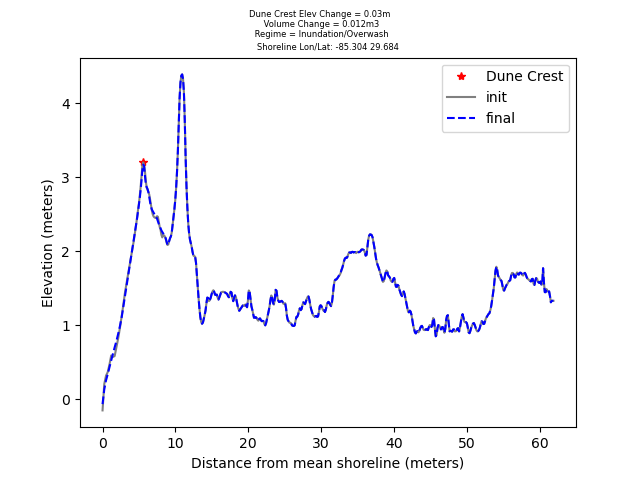 Dune Crest Elev Change = 0.03m
Volume Change = 0.012m3
Regime = Inundation/Overwash
Shoreline Lon/Lat: -85.304 29.684
Dune Crest
init
final
4
3
2
1
0
Elevation (meters)
0 10 20 30 40 50 60
Distance from mean shoreline (meters)